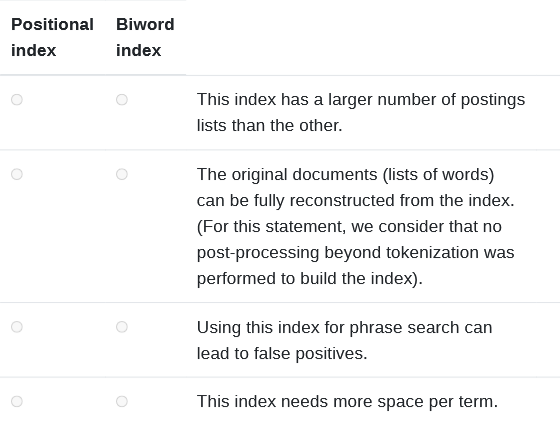 Positional Biword
index index
This index has a larger number of postings
lists than the other.
The original documents (lists of words)
can be fully reconstructed from the index.
(For this statement, we consider that no
post-processing beyond tokenization was
performed to build the index).
Using this index for phrase search can
lead to false positives.
This index needs more space per term.